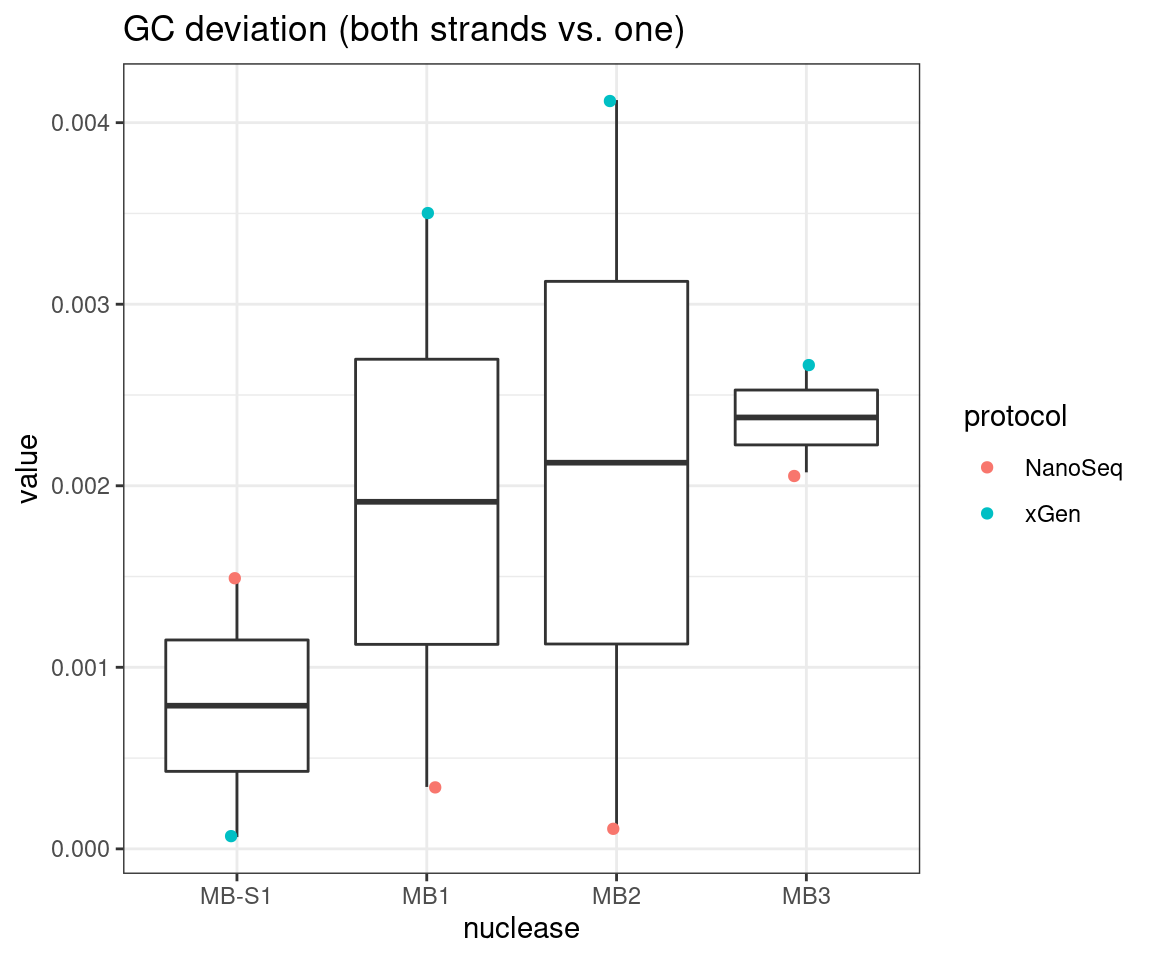 GC deviation (both strands vs. one)
value
0.004
0.003
0.002
0.001
0.000
MB-S1 MB1 MB2 MB3
nuclease
protocol
NanoSeq
xGen